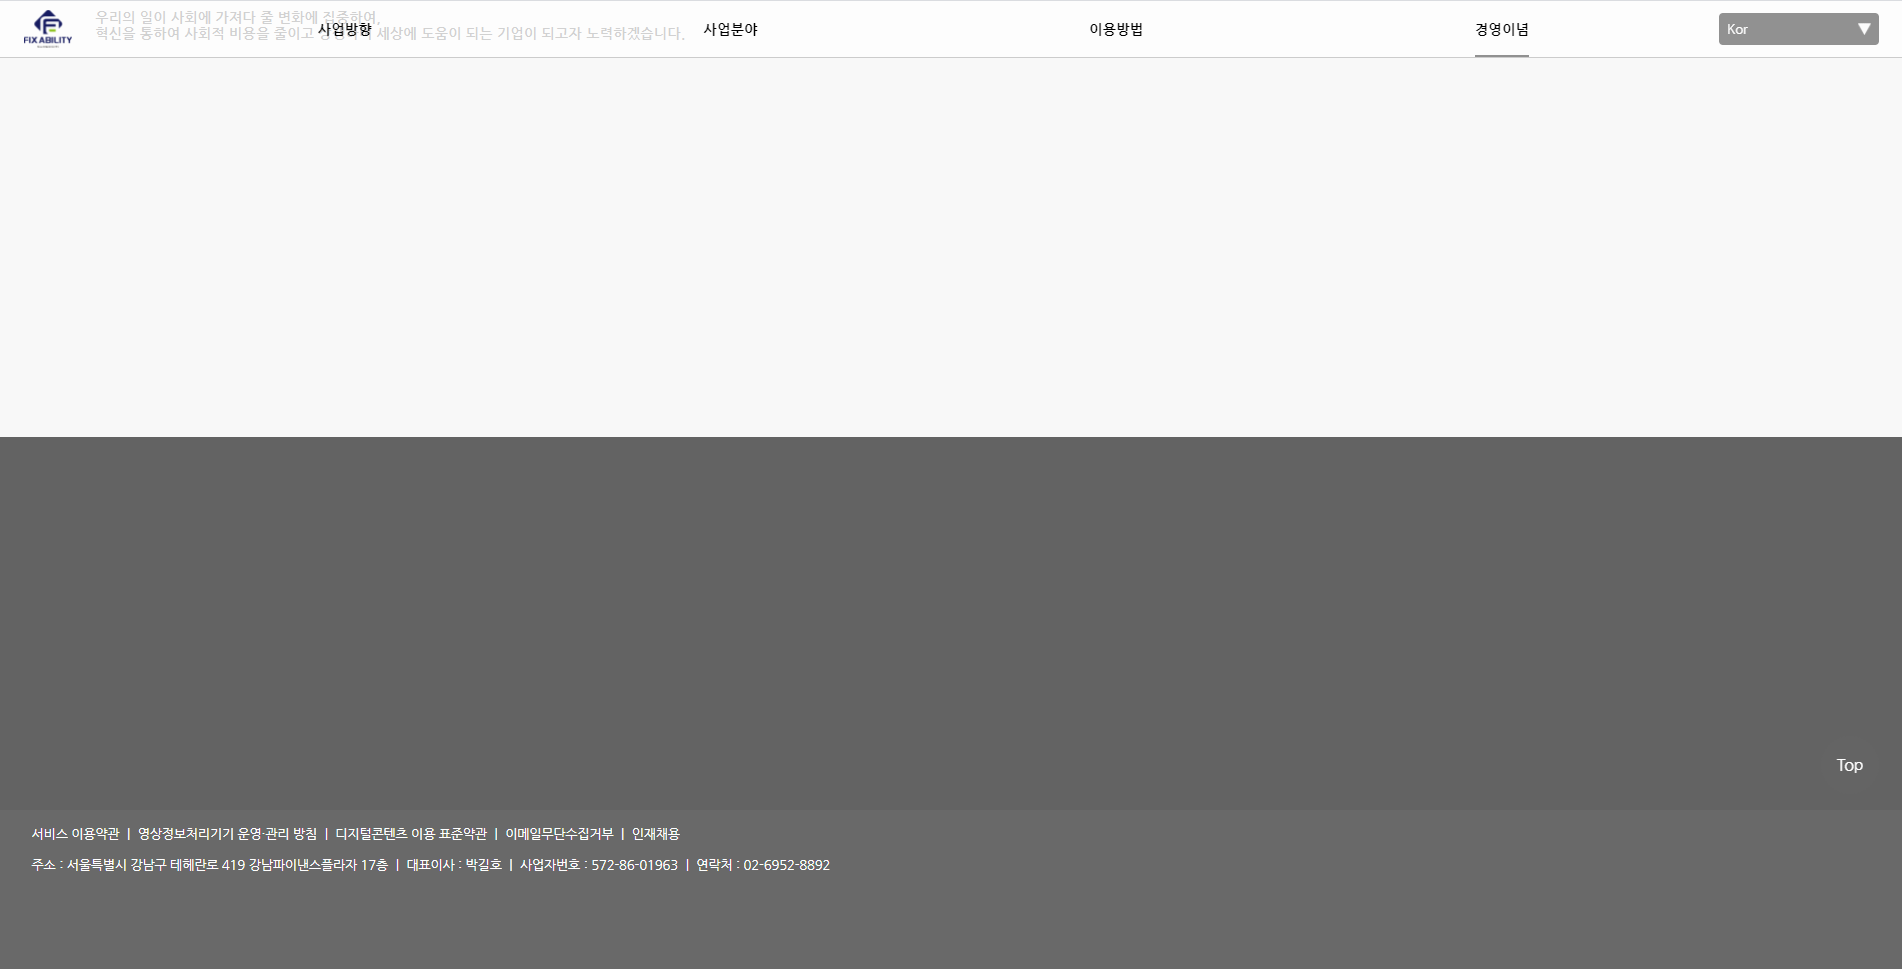 FIX ABILITY
우리의 일이 사회에 가져다 줄 변화에 집중하여,
혁신을 통하여 사회적 비용을 줄이고 세상에 도움이 되는 기업이 되고자 노력하겠습니다.
사업방향
사업분야
이용방법
경영이념
Kor ▼
Top
서비스 이용약관 | 영상정보처리기기 운영·관리 방침 | 디지털콘텐츠 이용 표준약관 | 이메일무단수집거부 | 인재채용
주소 : 서울특별시 강남구 테헤란로 419 강남파이낸스플라자 17층 | 대표이사 : 박길호 | 사업자번호 : 572-86-01963 | 연락처 : 02-6952-8892